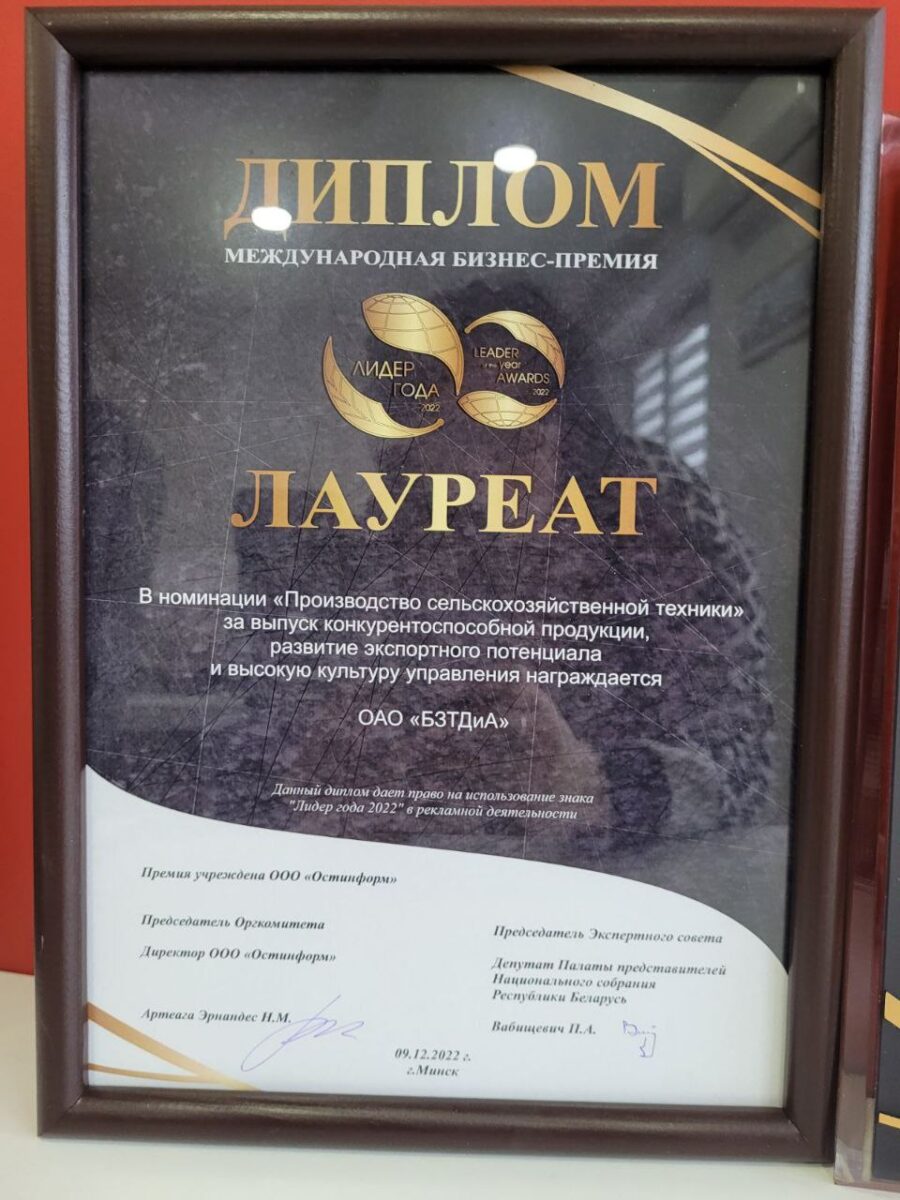 ДИПЛОМ
МЕЖДУНАРОДНАЯ БИЗНЕС-ПРЕМИЯ
ЛИДЕР
ГОДА
2022
LEADER
of the year
AWARDS
2022
ЛАУРЕАТ
В номинации «Производство сельскохозяйственной техники»
за выпуск конкурентоспособной продукции,
развитие экспортного потенциала
и высокую культуру управления награждается
ОАО «БЗТДиА»
Данный диплом дает право на использование знака
"Лидер года 2022" в рекламной деятельности
Премия учреждена ООО «Остинформ»
Председатель Оргкомитета
Директор ООО «Остинформ»
Артеага Эрнандес И.М.
Председатель Экспертного совета
Депутат Палаты представителей
Национального собрания
Республики Беларусь
Вабищевич П.А.
09.12.2022 г.
г.Минск